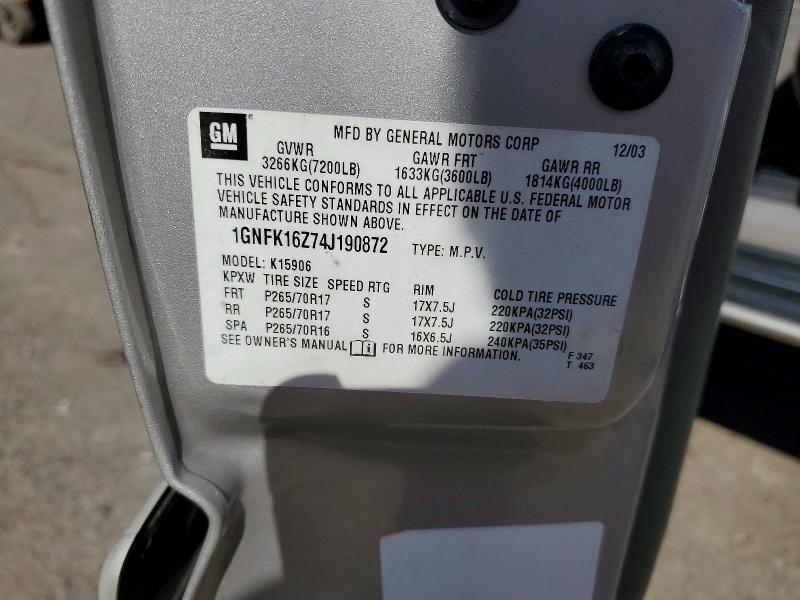 GM
MFD BY GENERAL MOTORS CORP 12/03
GVWR GAWR FRT GAWR RR
3266KG(7200LB) 1633KG(3600LB) 1814KG(4000LB)
THIS VEHICLE CONFORMS TO ALL APPLICABLE U.S. FEDERAL MOTOR
VEHICLE SAFETY STANDARDS IN EFFECT ON THE DATE OF
MANUFACTURE SHOWN ABOVE.
1GNFK16Z74J190872 TYPE: M.P.V.
MODEL: K15906
KPXW TIRE SIZE SPEED RTG RIM COLD TIRE PRESSURE
FRT P265/70R17 S 17X7.5J 220KPA(32PSI)
RR P265/70R17 S 17X7.5J 220KPA(32PSI)
SPA P265/70R16 S 16X6.5J 240KPA(35PSI)
SEE OWNER'S MANUAL i FOR MORE INFORMATION.
F 347
T 463